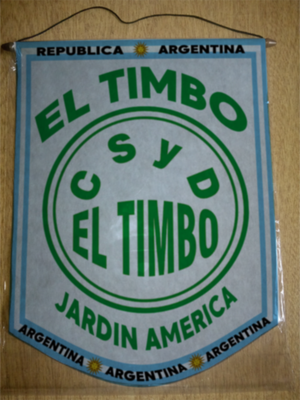 REPUBLICA ARGENTINA
EL TIMBO
C S y D
EL TIMBO
JARDIN AMERICA
ARGENTINA ARGENTINA ARGENTINA